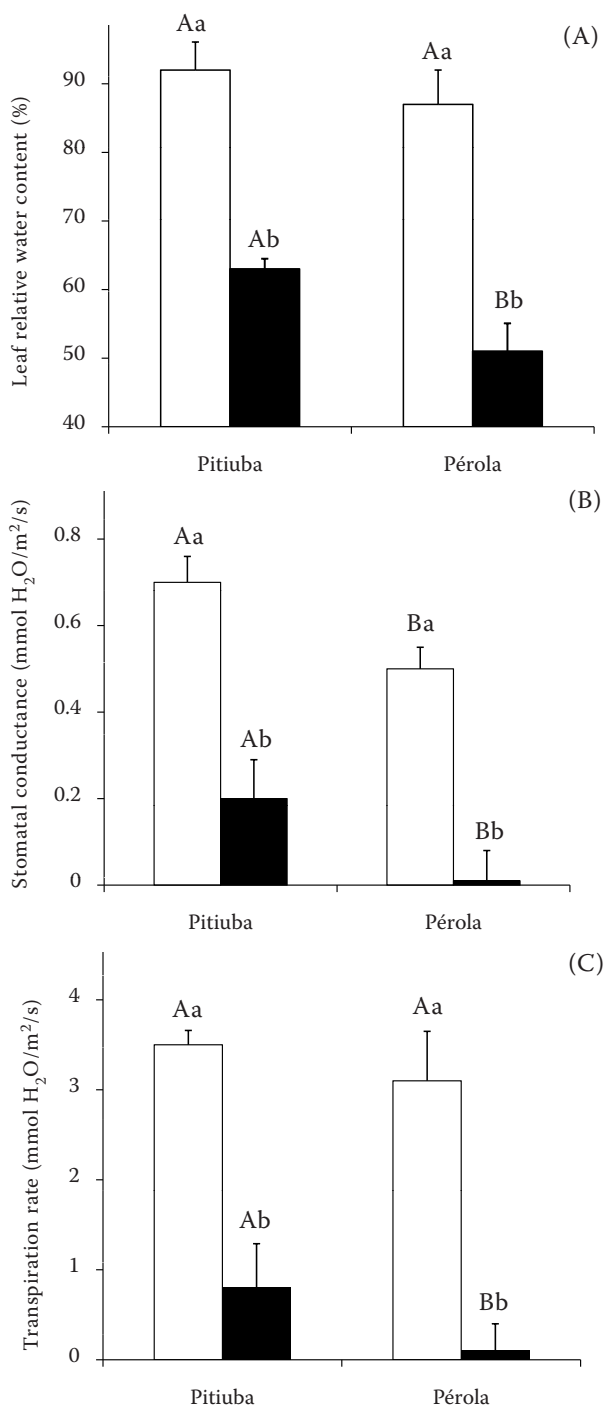 (A)
Leaf relative water content (%)
90
80
70
60
50
40
Aa
Ab
Aa
Bb
Pitiuba
Pérola
(B)
Stomatal conductance (mmol H₂O/m²/s)
0.8
0.6
0.4
0.2
0
Aa
Ab
Ba
Bb
Pitiuba
Pérola
(C)
Transpiration rate (mmol H₂O/m²/s)
4
3
2
1
0
Aa
Ab
Aa
Bb
Pitiuba
Pérola